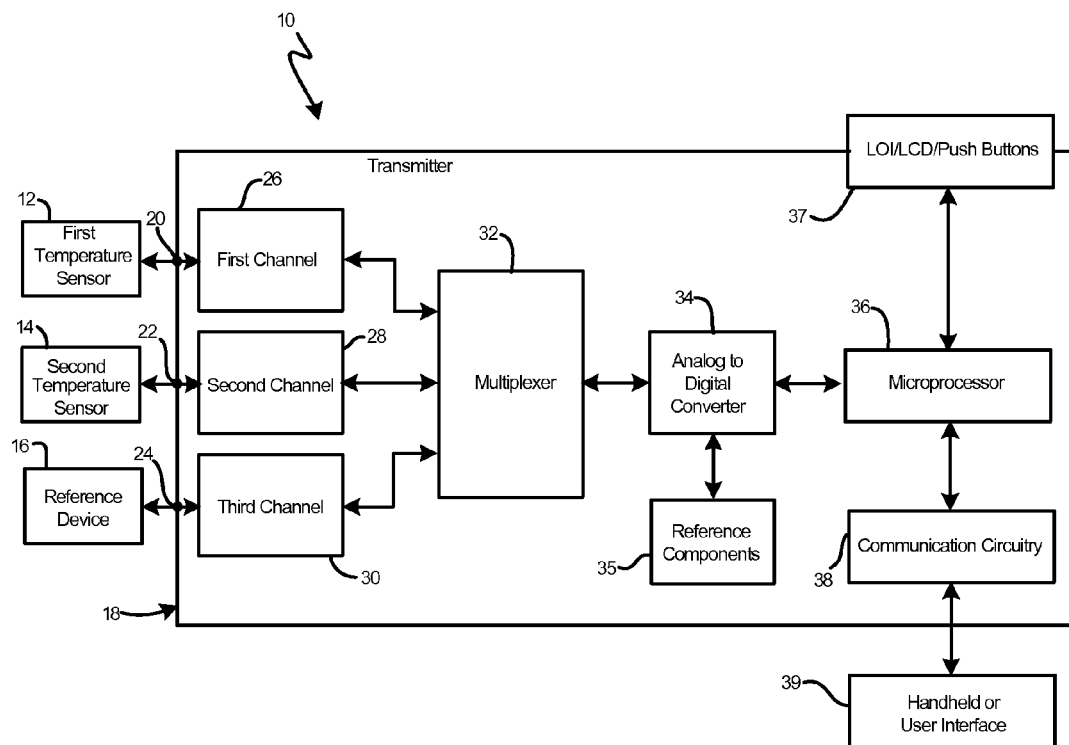 10
Transmitter
LOI/LCD/Push Buttons
37
12
First
Temperature
Sensor
20
26
First Channel
32
Multiplexer
14
Second
Temperature
Sensor
22
28
Second Channel
34
Analog to
Digital
Converter
36
Microprocessor
16
Reference
Device
24
Third Channel
30
Reference
Components
35
Communication Circuitry
38
18
39
Handheld or
User Interface